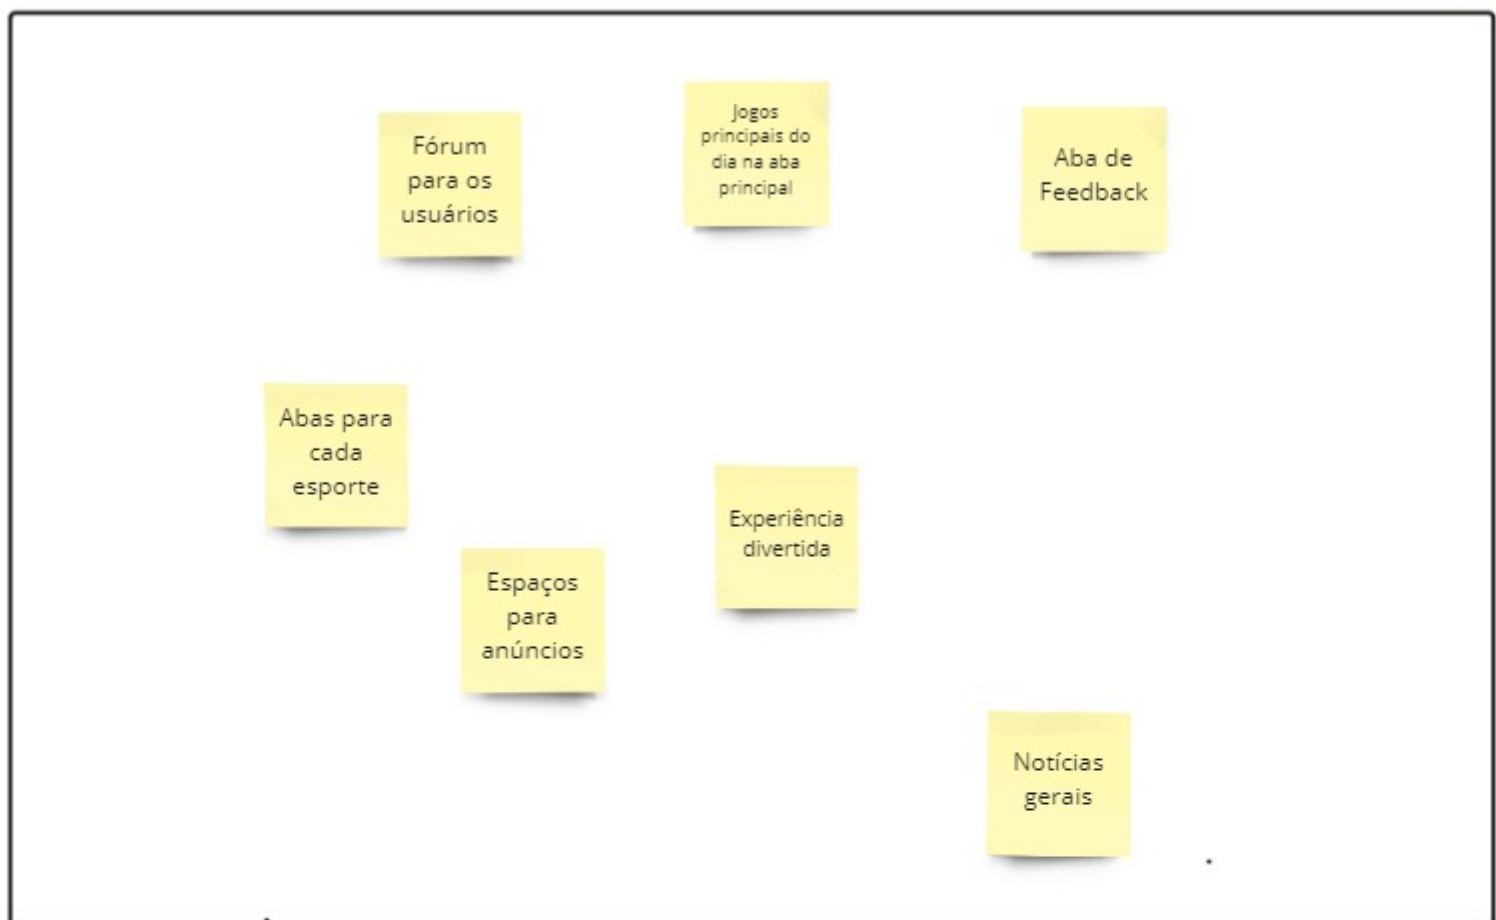 Fórum
para os
usuários
Jogos
principais do
dia na aba
principal
Aba de
Feedback
Abas para
cada
esporte
Experiência
divertida
Espaços
para
anúncios
Notícias
gerais